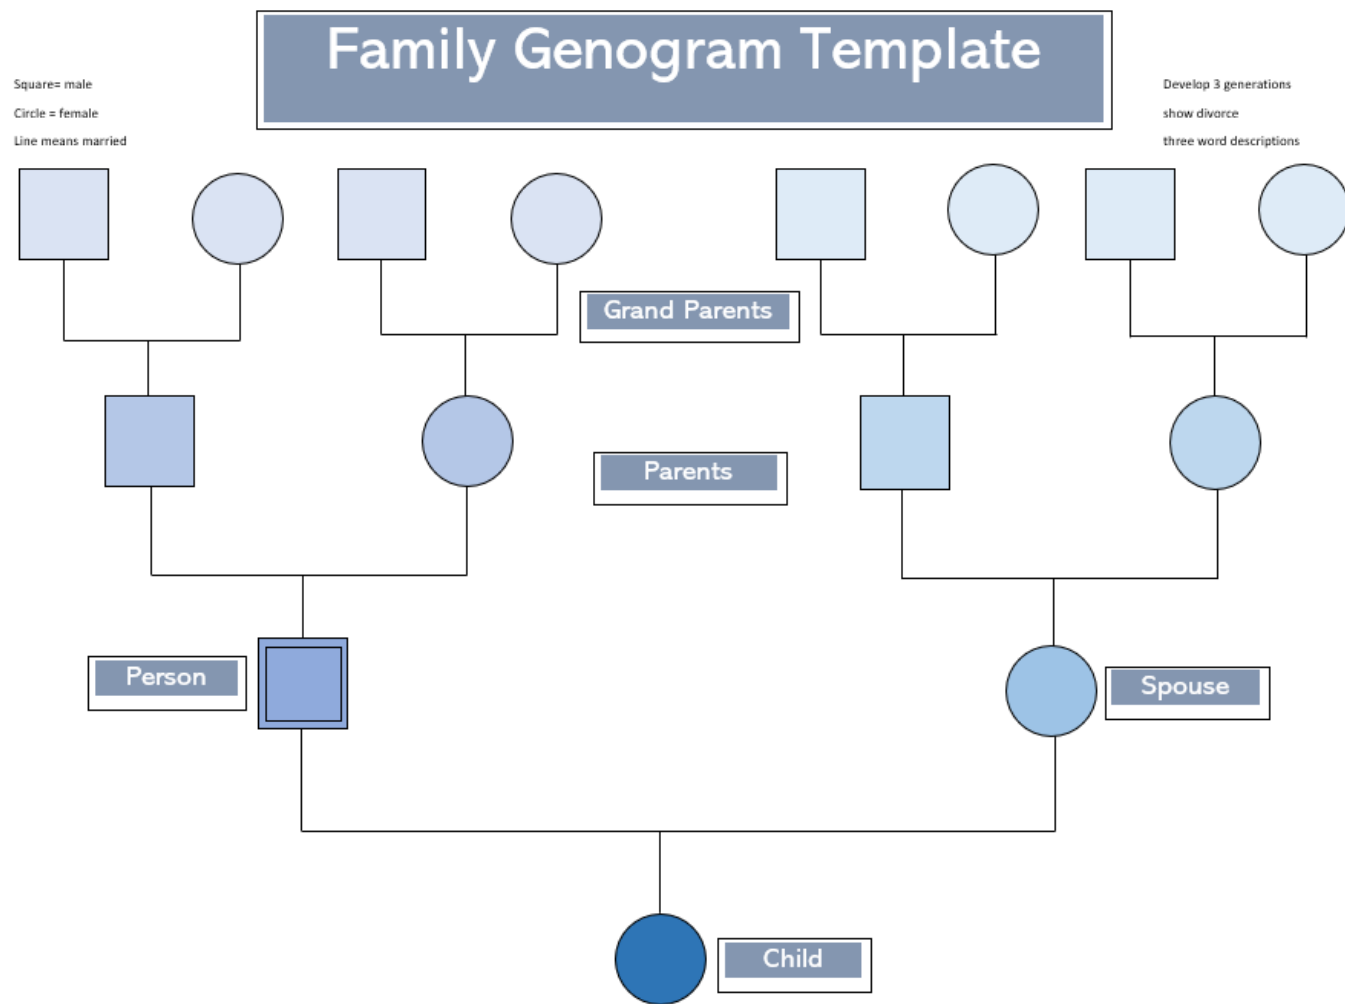 Family Genogram Template
Square= male
Circle = female
Line means married
Develop 3 generations
show divorce
three word descriptions
Grand Parents
Parents
Person
Spouse
Child